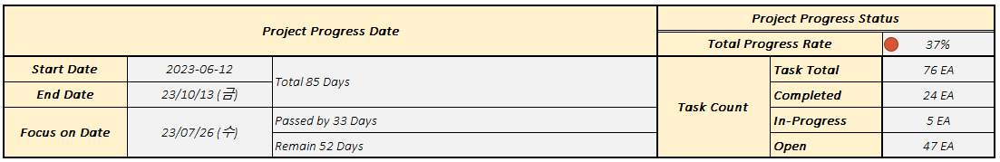 Project Progress Date
Project Progress Status
Total Progress Rate 37%
Start Date 2023-06-12 Total 85 Days
End Date 23/10/13 (금)
Focus on Date 23/07/26 (수) Passed by 33 Days
Remain 52 Days
Task Count
Task Total 76 EA
Completed 24 EA
In-Progress 5 EA
Open 47 EA